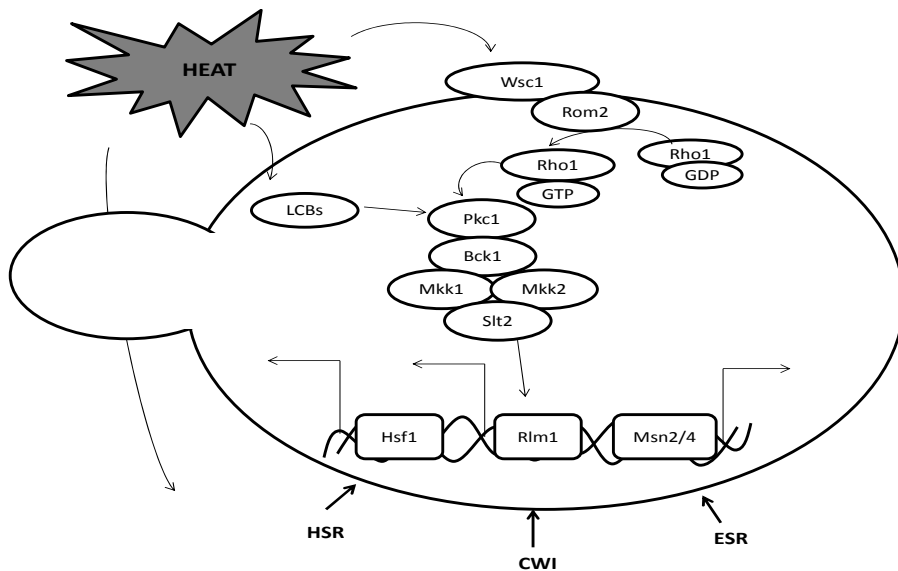 HEAT
Wsc1
Rom2
Rho1
GTP
Rho1
GDP
LCBs
Pkc1
Bck1
Mkk1
Mkk2
Slt2
Hsf1
Rlm1
Msn2/4
HSR
CWI
ESR